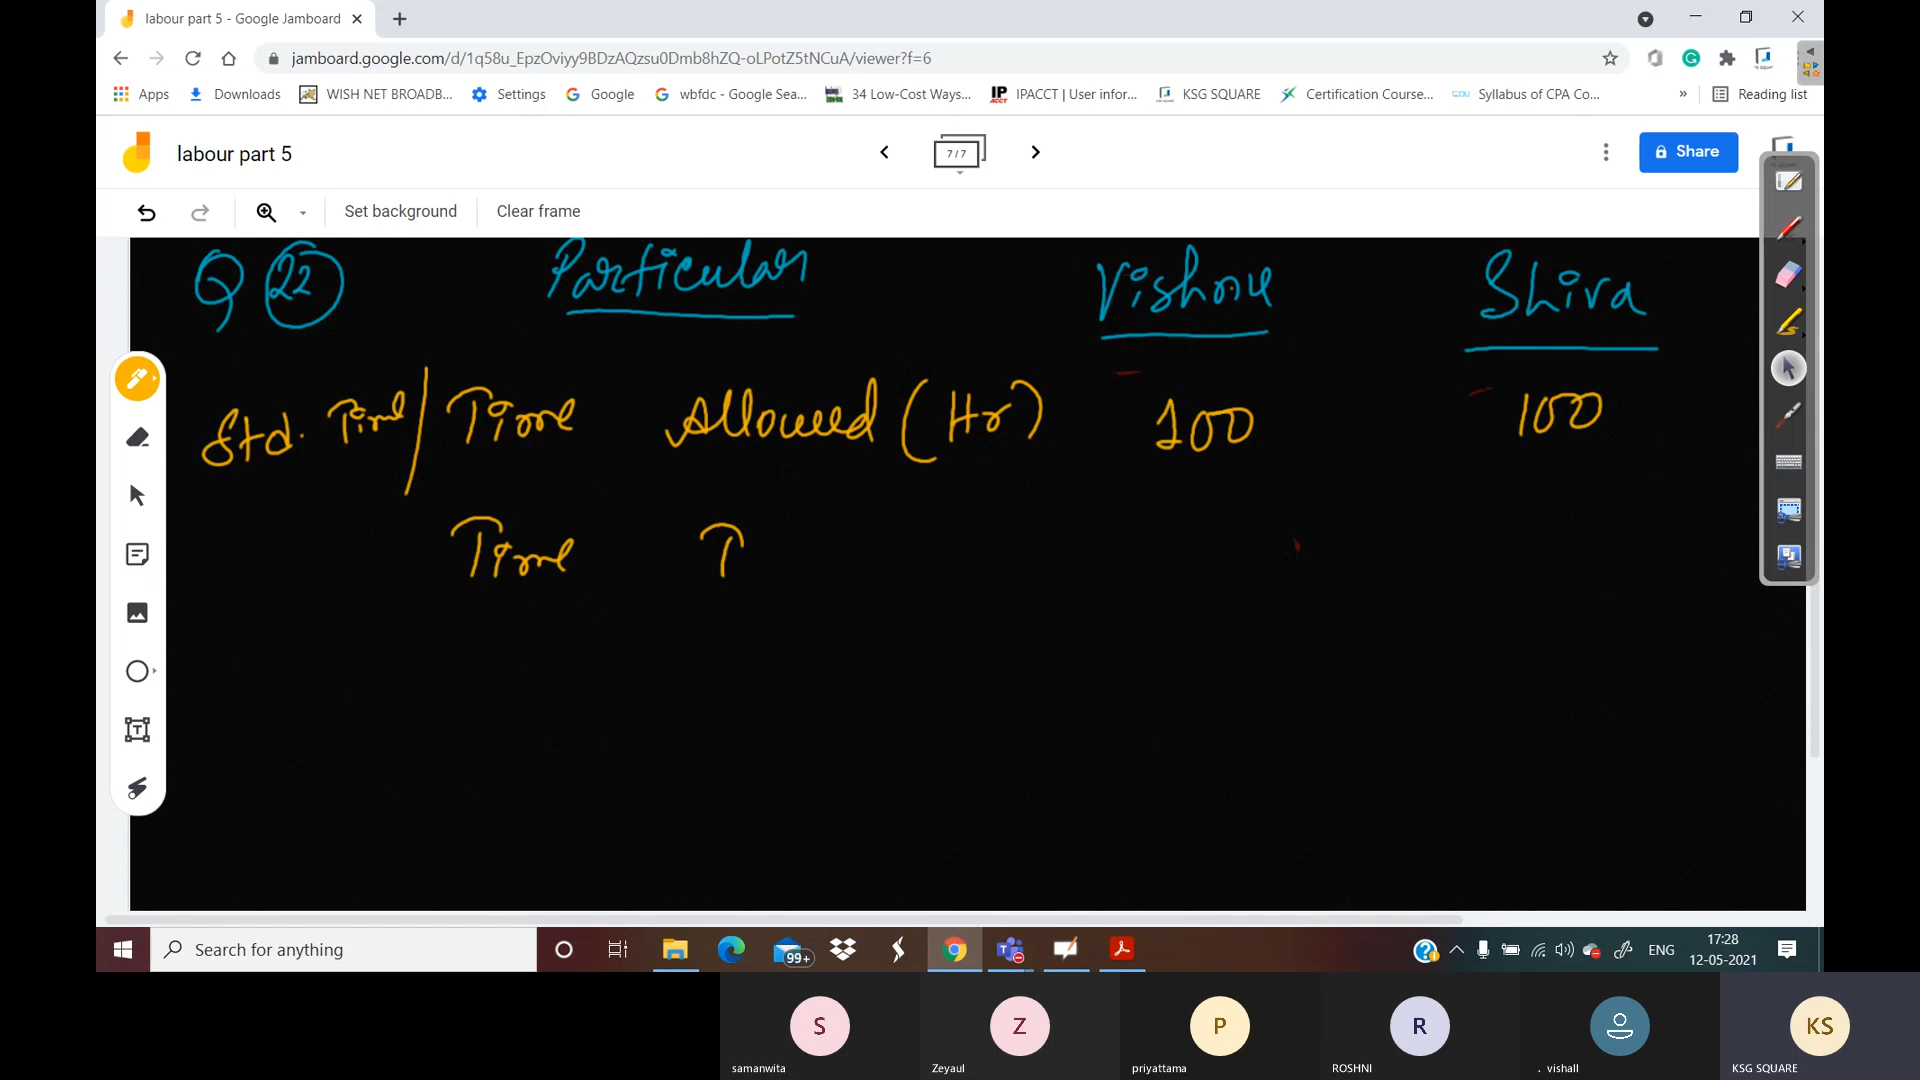 labour part 5 - Google Jamboard
jamboard.google.com/d/1q58u_EpzOviyy9BDzAQzsu0Dmb8hZQ-oLPotZ5tNCuA/viewer?f=6
Apps Downloads WISH NET BROADB... Settings Google wbfdc - Google Sea... 34 Low-Cost Ways... IPACCT | User infor... KSG SQUARE Certification Course... Syllabus of CPA Co... » Reading list
labour part 5 7 / 7 Share
Set background Clear frame
Q 22 Particular Vishnu Shiva
Std. Time / Time Allowed (Hr) 100 100
Time T
Search for anything 99+ ENG 17:28
12-05-2021
S Z P R KS
samanwita Zeyaul priyattama ROSHNI . vishall KSG SQUARE